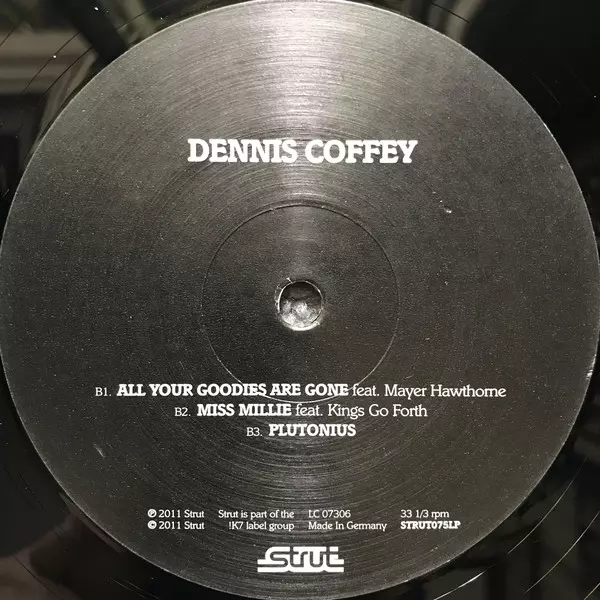 DENNIS COFFEY
B1. ALL YOUR GOODIES ARE GONE feat. Mayer Hawthorne
B2. MISS MILLIE feat. Kings Go Forth
B3. PLUTONIUS
℗ 2011 Strut Strut is part of the LC 07306 33 1/3 rpm
© 2011 Strut !K7 label group Made In Germany STRUT075LP
Strut